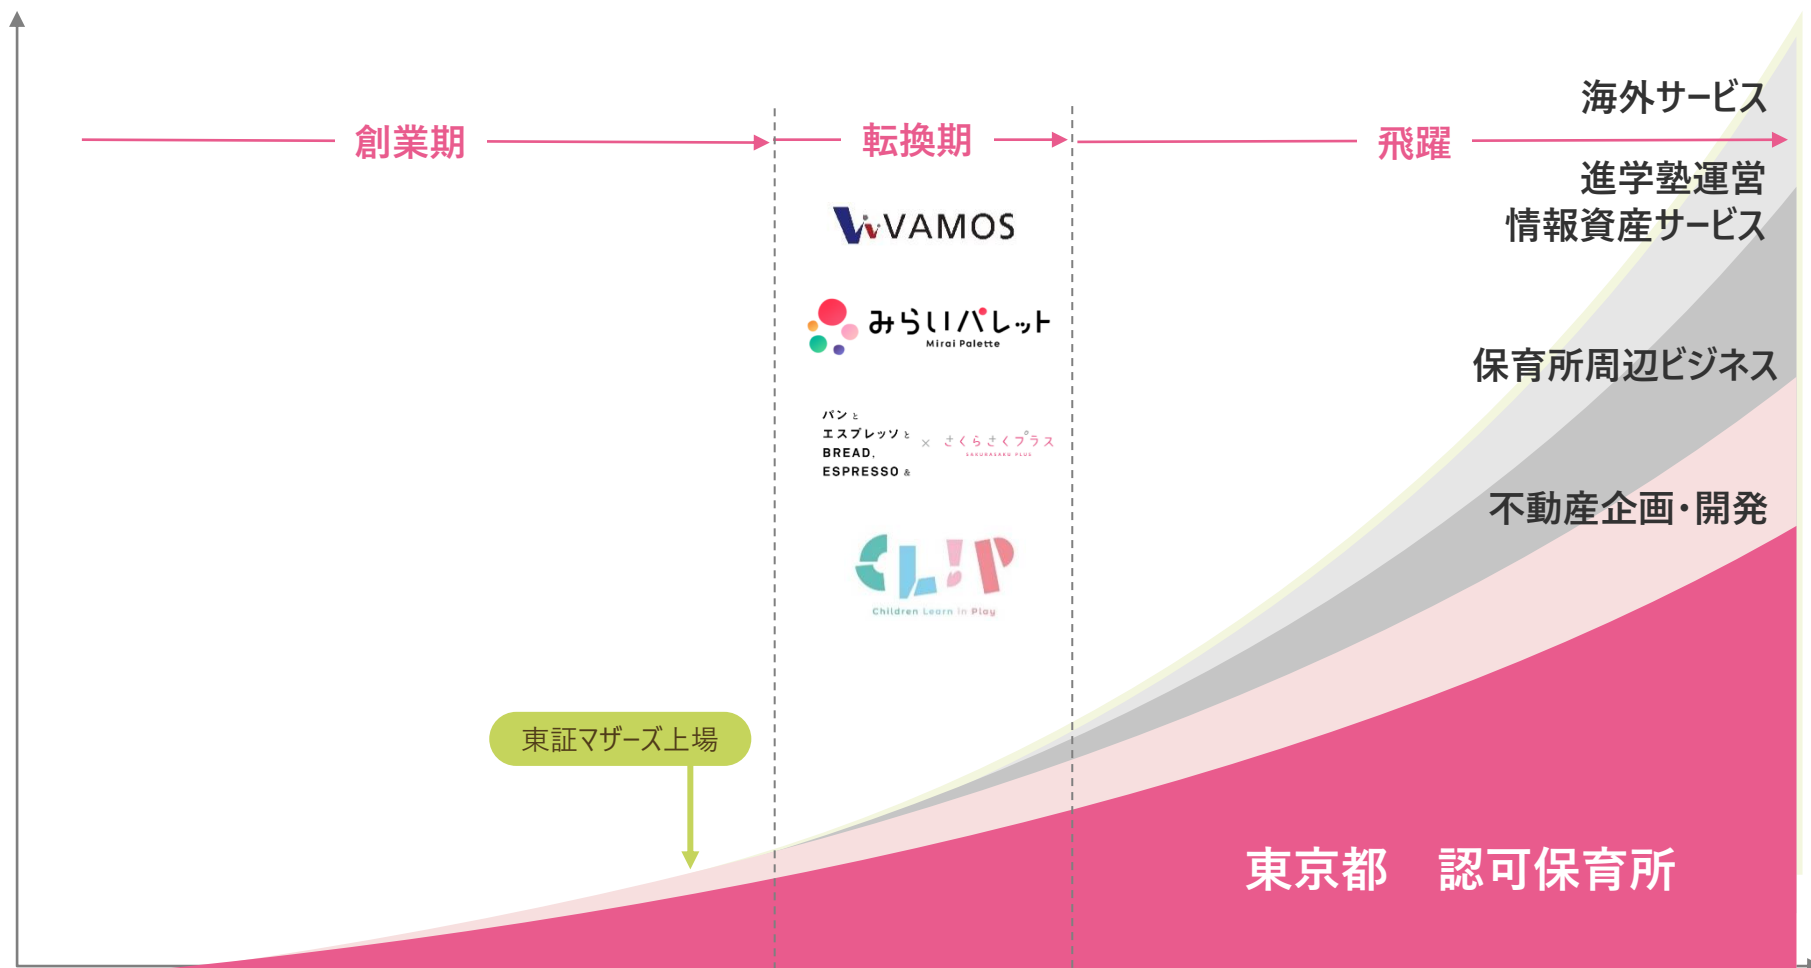 海外サービス
創業期
転換期
飛躍
進学塾運営
情報資産サービス
VAMOS
みらいパレット
Mirai Palette
保育所周辺ビジネス
パンと
エスプレッソと
BREAD,
ESPRESSO &
× さくらさくプラス
SAKURASAKU PLUS
不動産企画・開発
CL!P
Children Learn in Play
東証マザーズ上場
東京都　認可保育所